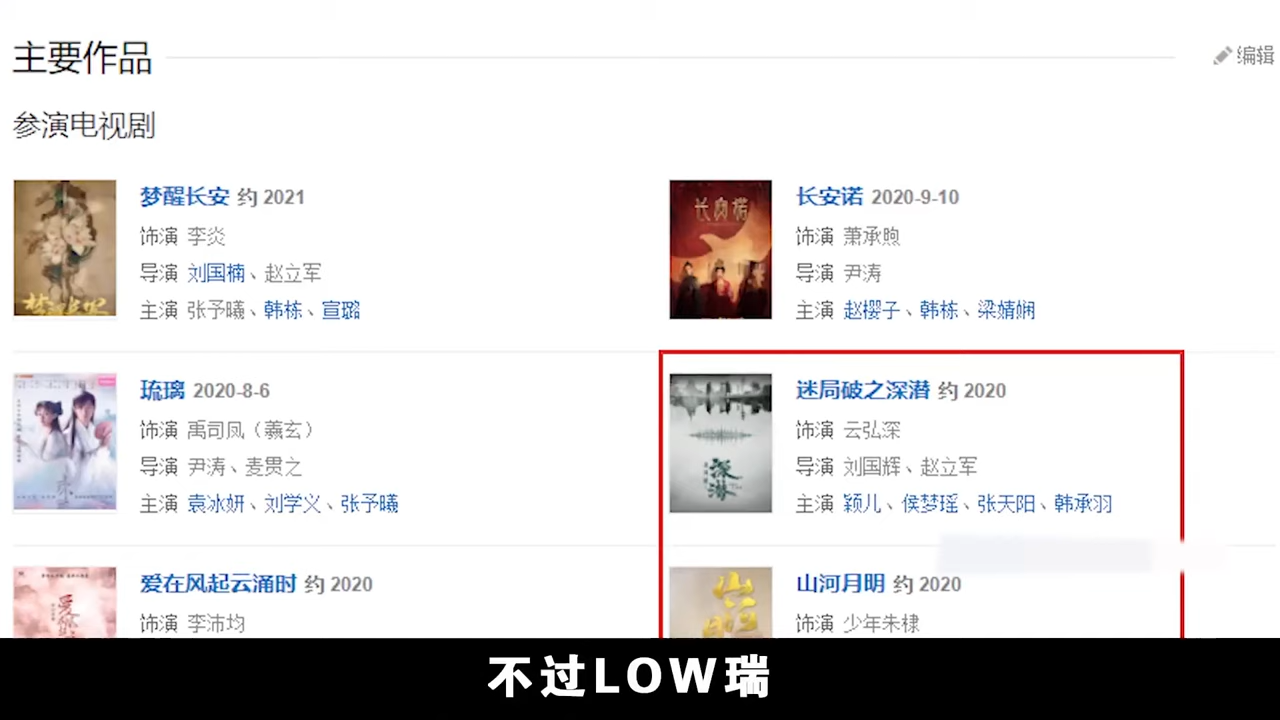 主要作品
编辑
参演电视剧
梦醒长安 约 2021
饰演 李炎
导演 刘国楠、赵立军
主演 张予曦、韩栋、宣璐
长安诺 2020-9-10
饰演 萧承煦
导演 尹涛
主演 赵樱子、韩栋、梁婧娴
琉璃 2020-8-6
饰演 禹司凤（羲玄）
导演 尹涛、麦贯之
主演 袁冰妍、刘学义、张予曦
迷局破之深潜 约 2020
饰演 云弘深
导演 刘国辉、赵立军
主演 颖儿、侯梦瑶、张天阳、韩承羽
爱在风起云涌时 约 2020
饰演 李沛均
山河月明 约 2020
饰演 少年朱棣
长安诺
深潜
不过LOW瑞